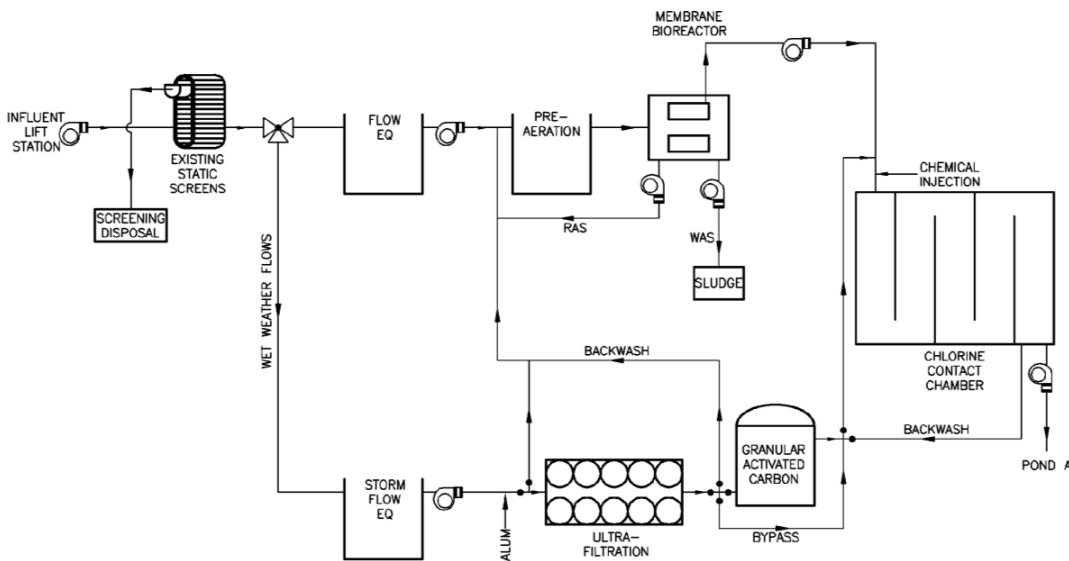 MEMBRANE
BIOREACTOR
INFLUENT
LIFT
STATION
EXISTING
STATIC
SCREENS
SCREENING
DISPOSAL
FLOW
EQ
PRE-
AERATION
RAS
WAS
SLUDGE
CHEMICAL
INJECTION
CHLORINE
CONTACT
CHAMBER
WET WEATHER FLOWS
BACKWASH
BACKWASH
POND A
STORM
FLOW
EQ
ALUM
ULTRA-
FILTRATION
GRANULAR
ACTIVATED
CARBON
BYPASS